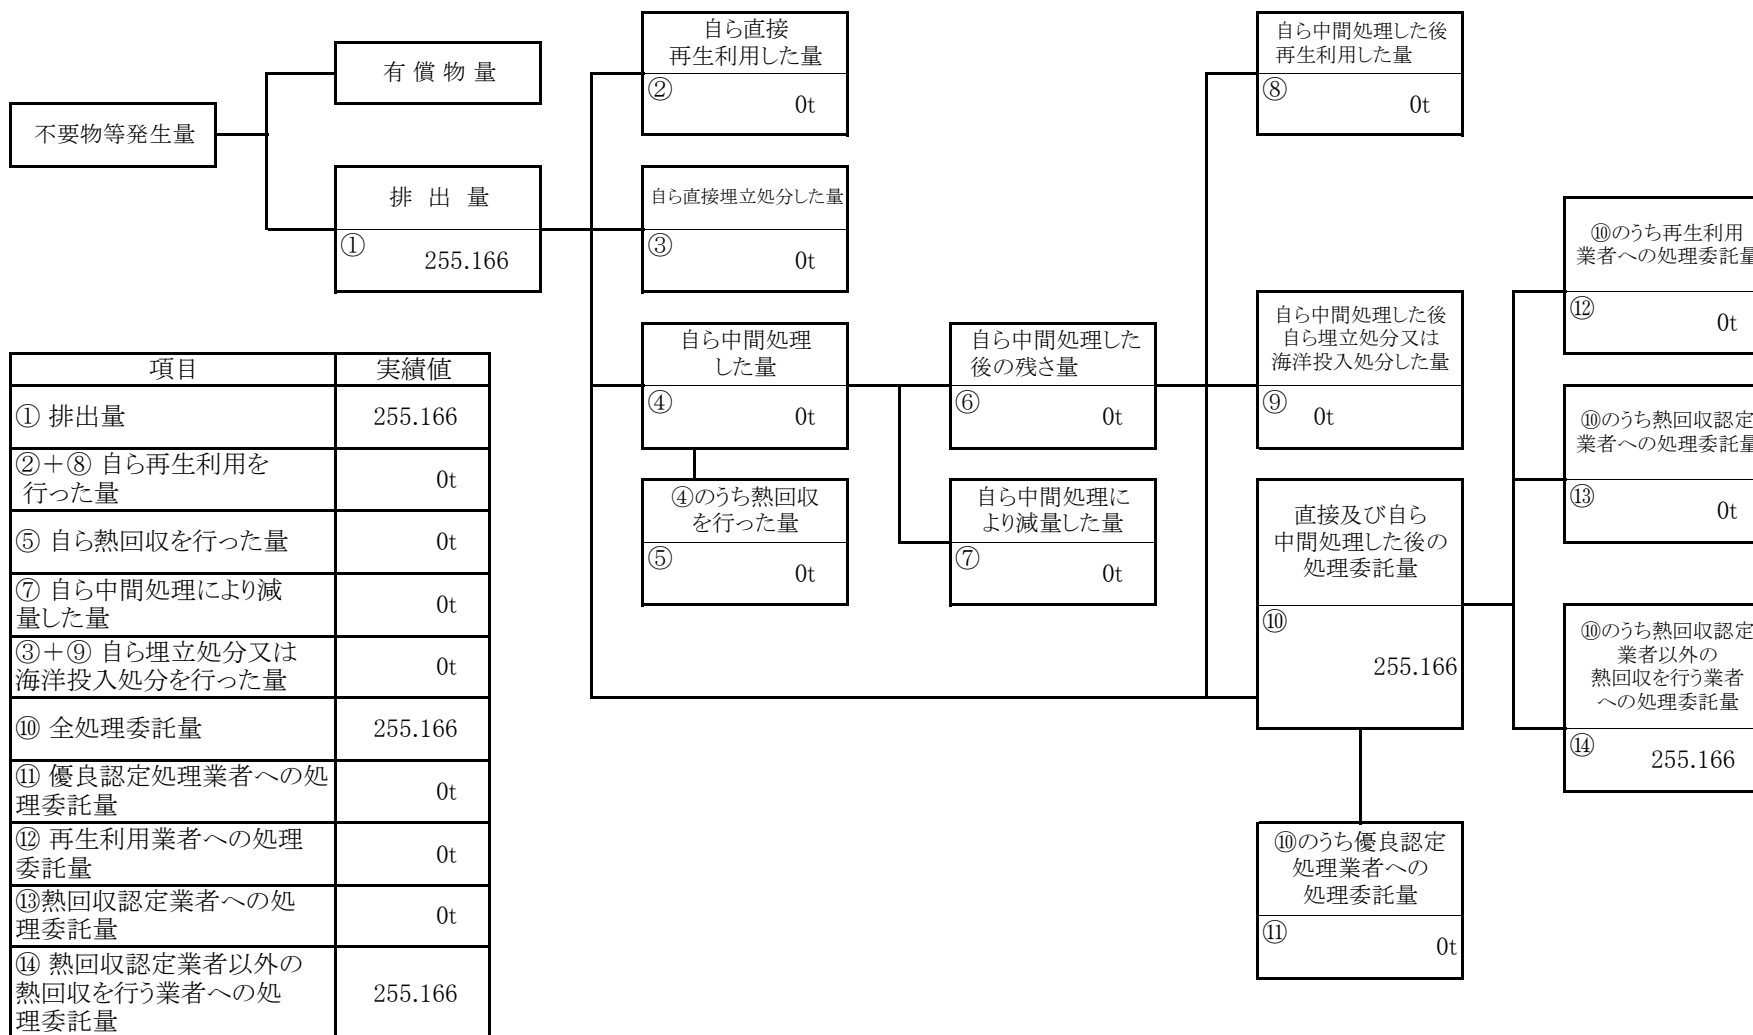 不要物等発生量
有 償 物 量
排 出 量
①
255.166
自ら直接
再生利用した量
②
0t
自ら直接埋立処分した量
③
0t
自ら中間処理
した量
④
0t
④のうち熱回収
を行った量
⑤
0t
自ら中間処理した
後の残さ量
⑥
0t
自ら中間処理に
より減量した量
⑦
0t
自ら中間処理した後
再生利用した量
⑧
0t
自ら中間処理した後
自ら埋立処分又は
海洋投入処分した量
⑨ 0t
直接及び自ら
中間処理した後の
処理委託量
⑩
255.166
⑩のうち優良認定
処理業者への
処理委託量
⑪
0t
⑩のうち再生利用
業者への処理委託量
⑫
0t
⑩のうち熱回収認定
業者への処理委託量
⑬
0t
⑩のうち熱回収認定
業者以外の
熱回収を行う業者
への処理委託量
⑭
255.166
項目 実績値
① 排出量 255.166
②+⑧ 自ら再生利用を
行った量 0t
⑤ 自ら熱回収を行った量 0t
⑦ 自ら中間処理により減
量した量 0t
③+⑨ 自ら埋立処分又は
海洋投入処分を行った量 0t
⑩ 全処理委託量 255.166
⑪ 優良認定処理業者への処
理委託量 0t
⑫ 再生利用業者への処理
委託量 0t
⑬熱回収認定業者への処
理委託量 0t
⑭ 熱回収認定業者以外の
熱回収を行う業者への処
理委託量 255.166